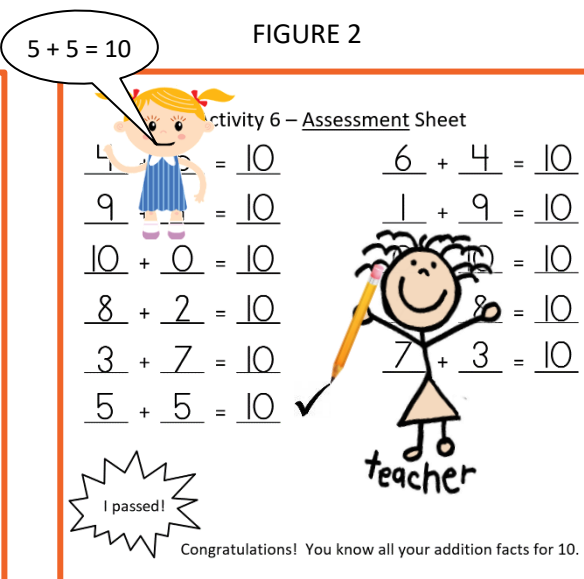 FIGURE 2
5 + 5 = 10
ctivity 6 – Assessment Sheet
4 = 10
6 + 4 = 10
9 = 10
1 + 9 = 10
10 + 0 = 10
= 10
8 + 2 = 10
8 = 10
3 + 7 = 10
7 + 3 = 10
5 + 5 = 10 ✓
teacher
I passed!
Congratulations! You know all your addition facts for 10.